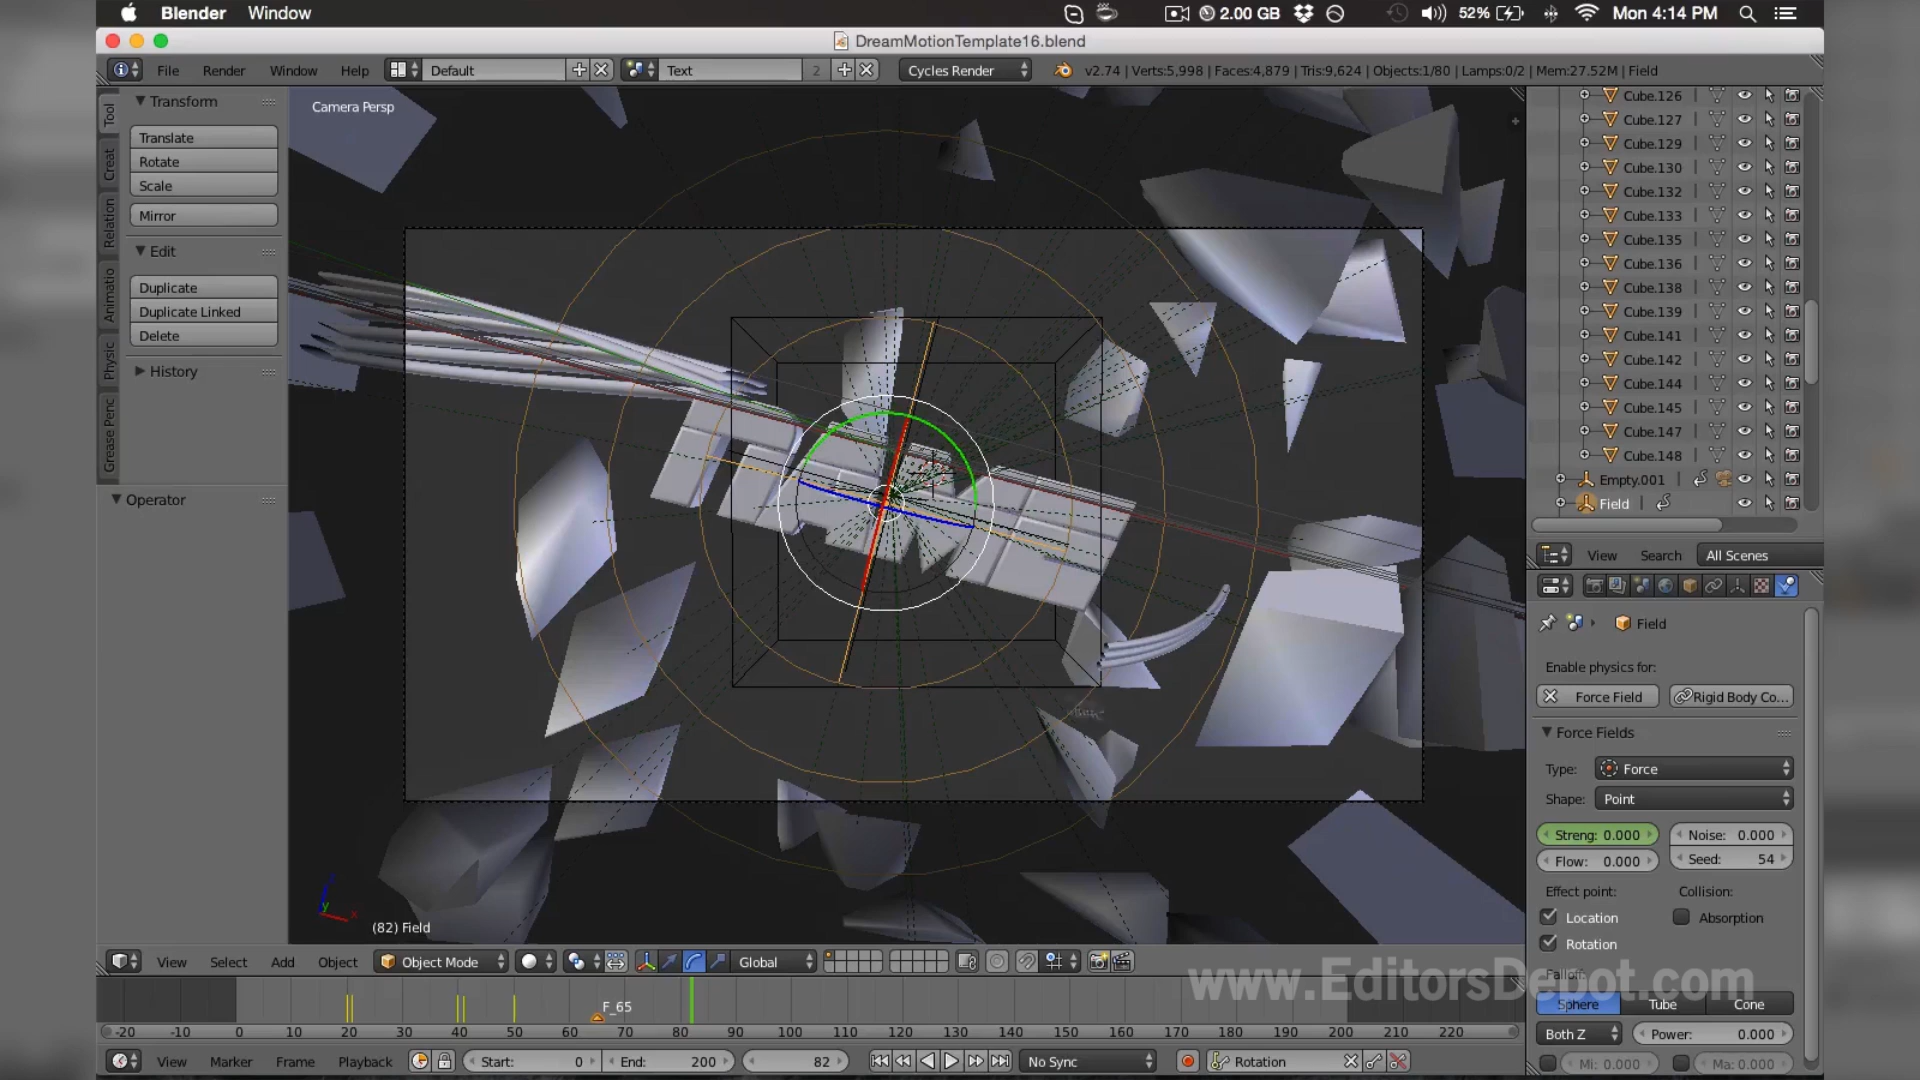 Blender Window 2.00 GB 52% Mon 4:14 PM
DreamMotionTemplate16.blend
File Render Window Help Default Text 2 Cycles Render v2.74 | Verts:5,998 | Faces:4,879 | Tris:9,624 | Objects:1/80 | Lamps:0/2 | Mem:27.52M | Field
Tool
Creat
Relation
Animatio
Physic
Grease Penc
Transform
Translate
Rotate
Scale
Mirror
Edit
Duplicate
Duplicate Linked
Delete
History
Operator
Camera Persp
(82) Field
Cube.126
Cube.127
Cube.129
Cube.130
Cube.132
Cube.133
Cube.135
Cube.136
Cube.138
Cube.139
Cube.141
Cube.142
Cube.144
Cube.145
Cube.147
Cube.148
Empty.001
Field
View Search All Scenes
Field
Enable physics for:
Force Field Rigid Body Co...
Force Fields
Type: Force
Shape: Point
Streng: 0.000 Noise: 0.000
Flow: 0.000 Seed: 54
Effect point: Collision:
Location Absorption
Rotation
Falloff:
Sphere Tube Cone
Both Z Power: 0.000
Mi: 0.000 Ma: 0.000
View Select Add Object Object Mode Global
www.EditorsDepot.com
F_65
-20 -10 0 10 20 30 40 50 60 70 80 90 100 110 120 130 140 150 160 170 180 190 200 210 220
View Marker Frame Playback Start: 0 End: 200 82 No Sync Rotation
x
y